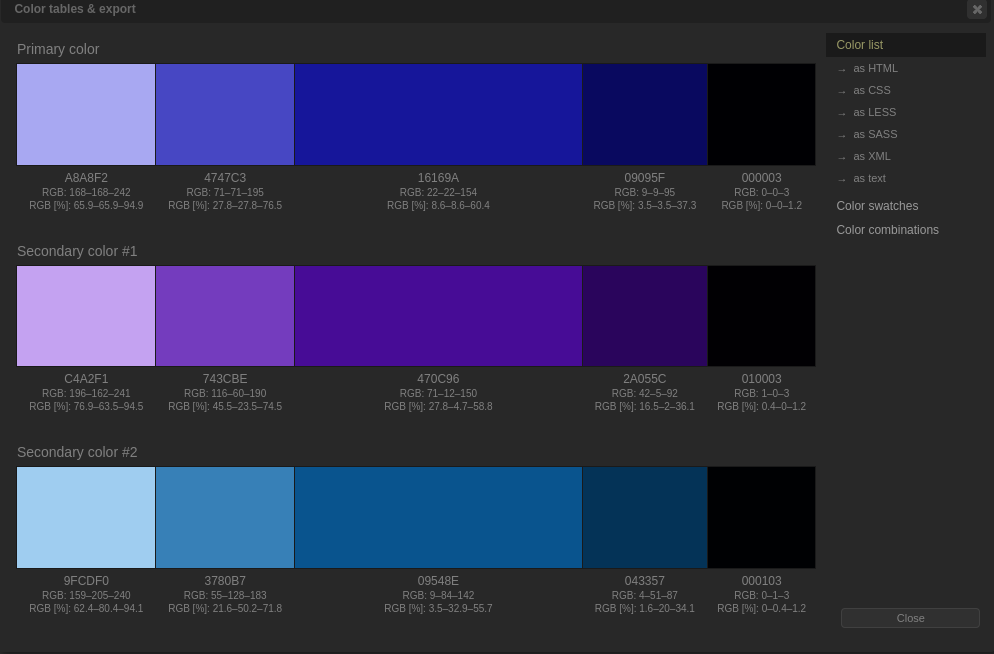 Color tables & export
Primary color
A8A8F2 4747C3 16169A 09095F 000003
RGB: 168–168–242 RGB: 71–71–195 RGB: 22–22–154 RGB: 9–9–95 RGB: 0–0–3
RGB [%]: 65.9–65.9–94.9 RGB [%]: 27.8–27.8–76.5 RGB [%]: 8.6–8.6–60.4 RGB [%]: 3.5–3.5–37.3 RGB [%]: 0–0–1.2
Secondary color #1
C4A2F1 743CBE 470C96 2A055C 010003
RGB: 196–162–241 RGB: 116–60–190 RGB: 71–12–150 RGB: 42–5–92 RGB: 1–0–3
RGB [%]: 76.9–63.5–94.5 RGB [%]: 45.5–23.5–74.5 RGB [%]: 27.8–4.7–58.8 RGB [%]: 16.5–2–36.1 RGB [%]: 0.4–0–1.2
Secondary color #2
9FCDF0 3780B7 09548E 043357 000103
RGB: 159–205–240 RGB: 55–128–183 RGB: 9–84–142 RGB: 4–51–87 RGB: 0–1–3
RGB [%]: 62.4–80.4–94.1 RGB [%]: 21.6–50.2–71.8 RGB [%]: 3.5–32.9–55.7 RGB [%]: 1.6–20–34.1 RGB [%]: 0–0.4–1.2
Color list
→ as HTML
→ as CSS
→ as LESS
→ as SASS
→ as XML
→ as text
Color swatches
Color combinations
Close